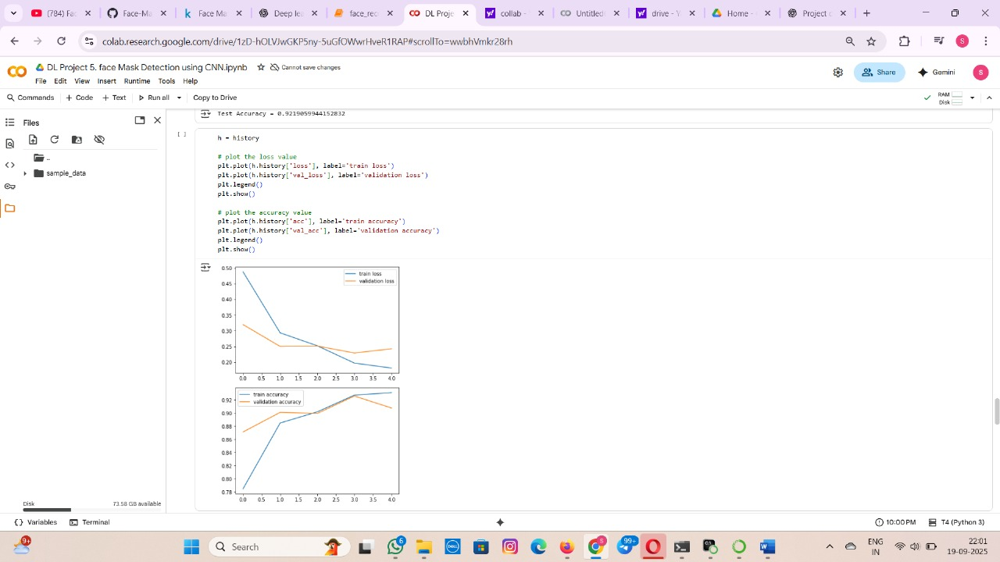 (784) Fac
Face-Ma
Face Ma
Deep lea
face_rec
DL Proje
collab -
Untitled
drive - Y
Home -
Project c
colab.research.google.com/drive/1zD-hOLVJwGKP5ny-5uGfOWwrHveR1RAP#scrollTo=wwbhVmkr28rh
S
DL Project 5. face Mask Detection using CNN.ipynb
Cannot save changes
File Edit View Insert Runtime Tools Help
Share
Gemini
S
Commands + Code + Text Run all Copy to Drive
RAM
Disk
Files
..
sample_data
Test Accuracy = 0.9219059944152832
[ ]
h = history
# plot the loss value
plt.plot(h.history['loss'], label='train loss')
plt.plot(h.history['val_loss'], label='validation loss')
plt.legend()
plt.show()
# plot the accuracy value
plt.plot(h.history['acc'], label='train accuracy')
plt.plot(h.history['val_acc'], label='validation accuracy')
plt.legend()
plt.show()
train loss
validation loss
0.50
0.45
0.40
0.35
0.30
0.25
0.20
0.0 0.5 1.0 1.5 2.0 2.5 3.0 3.5 4.0
train accuracy
validation accuracy
0.92
0.90
0.88
0.86
0.84
0.82
0.80
0.78
0.0 0.5 1.0 1.5 2.0 2.5 3.0 3.5 4.0
Disk 73.58 GB available
Variables Terminal
10:00 PM T4 (Python 3)
9+
Search
DELL
6
S
99+
ENG
IN
22:01
19-09-2025